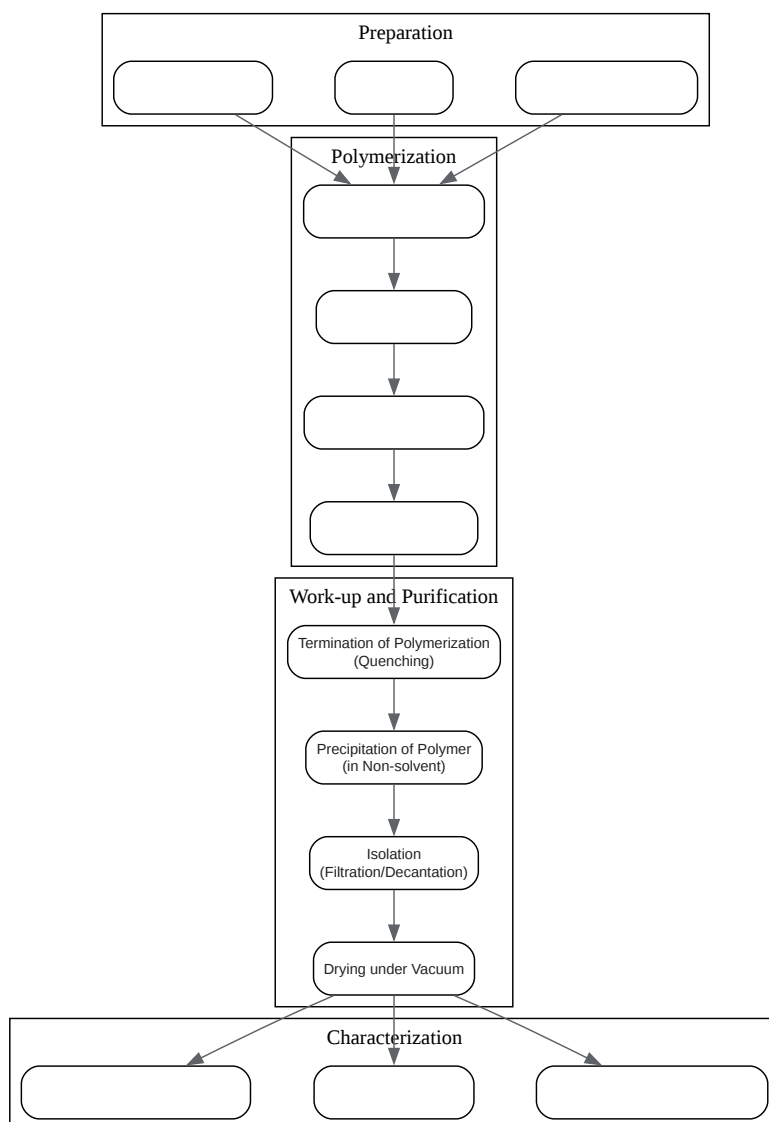 Preparation
Polymerization
Work-up and Purification
Termination of Polymerization
(Quenching)
Precipitation of Polymer
(in Non-solvent)
Isolation
(Filtration/Decantation)
Drying under Vacuum
Characterization